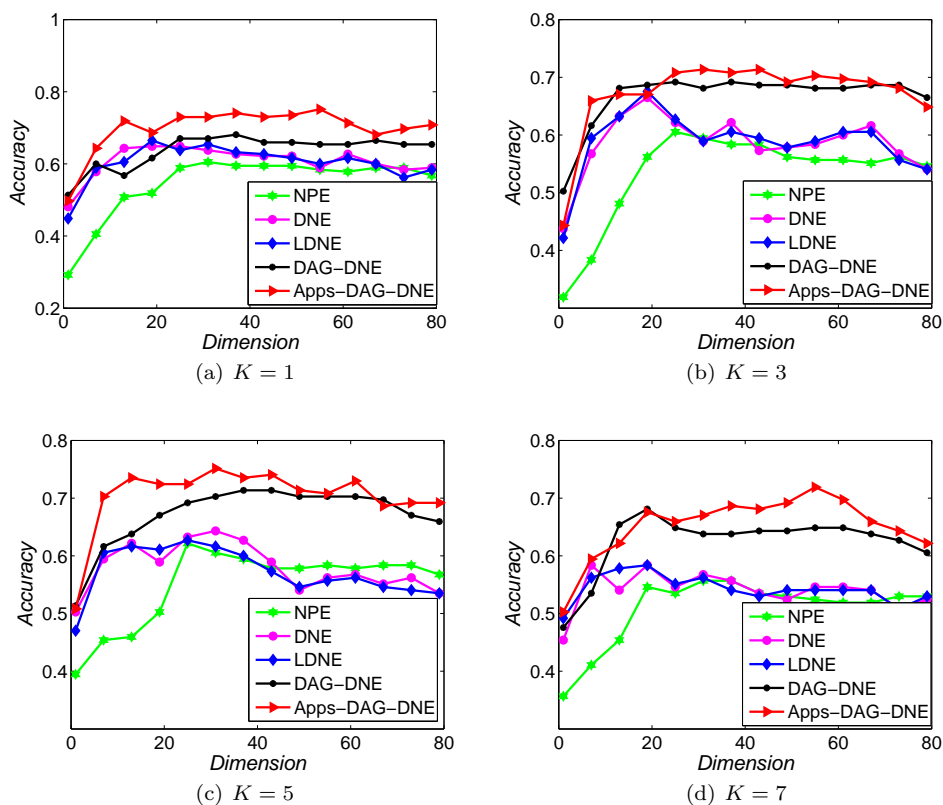 1
0.8
0.6
0.4
0.2
0 20 40 60 80
Accuracy
Dimension
NPE
DNE
LDNE
DAG−DNE
Apps−DAG−DNE
(a) K = 1
0.8
0.7
0.6
0.5
0.4
0 20 40 60 80
Accuracy
Dimension
NPE
DNE
LDNE
DAG−DNE
Apps−DAG−DNE
(b) K = 3
0.8
0.7
0.6
0.5
0.4
0 20 40 60 80
Accuracy
Dimension
NPE
DNE
LDNE
DAG−DNE
Apps−DAG−DNE
(c) K = 5
0.8
0.7
0.6
0.5
0.4
0 20 40 60 80
Accuracy
Dimension
NPE
DNE
LDNE
DAG−DNE
Apps−DAG−DNE
(d) K = 7